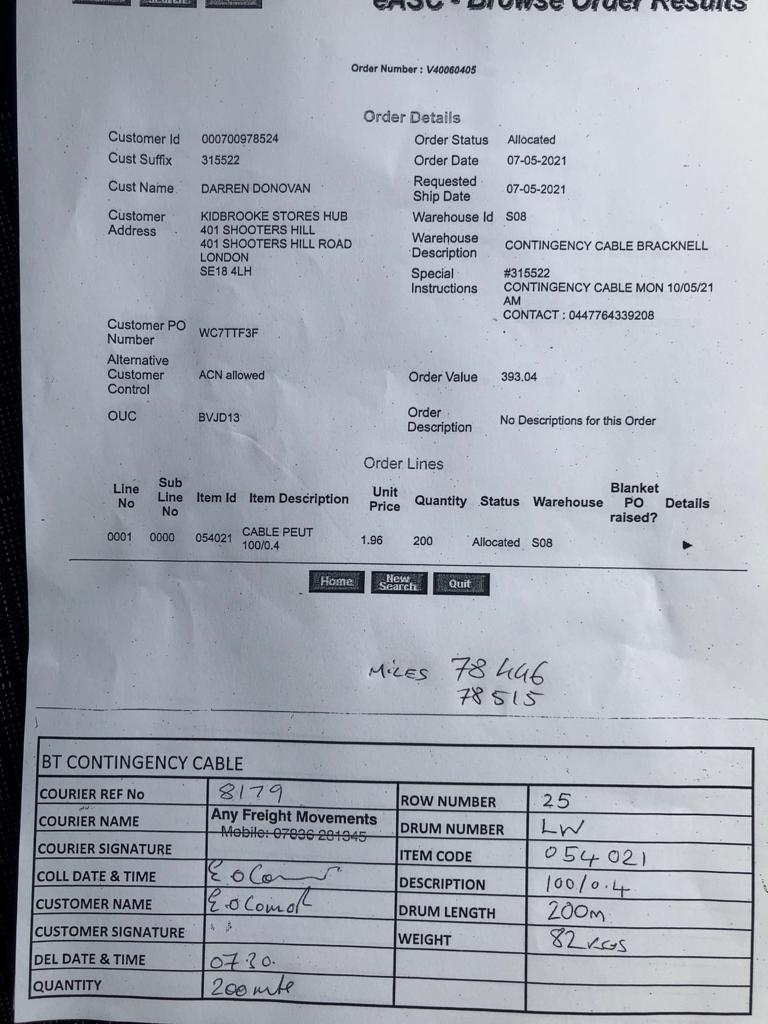 eASC - Browse Order Results
Order Number : V40060405
Order Details
Customer Id 000700978524 Order Status Allocated
Cust Suffix 315522 Order Date 07-05-2021
Cust Name DARREN DONOVAN Requested Ship Date 07-05-2021
Customer Address KIDBROOKE STORES HUB Warehouse Id S08
401 SHOOTERS HILL
401 SHOOTERS HILL ROAD Warehouse Description CONTINGENCY CABLE BRACKNELL
LONDON
SE18 4LH Special Instructions #315522
CONTINGENCY CABLE MON 10/05/21
AM
CONTACT : 0447764339208
Customer PO Number WC7TTF3F
Alternative Customer Control ACN allowed Order Value 393.04
OUC BVJD13 Order Description No Descriptions for this Order
Order Lines
Line No Sub Line No Item Id Item Description Unit Price Quantity Status Warehouse Blanket PO raised? Details
0001 0000 054021 CABLE PEUT 100/0.4 1.96 200 Allocated S08
Home New Search Quit
MILES 78446
78515
BT CONTINGENCY CABLE
COURIER REF No 8179 ROW NUMBER 25
COURIER NAME Any Freight Movements DRUM NUMBER LW
Mobile: 07836 281345
COURIER SIGNATURE ITEM CODE 054021
COLL DATE & TIME DESCRIPTION 100/0.4
CUSTOMER NAME DRUM LENGTH 200m
CUSTOMER SIGNATURE WEIGHT 82 KGS
DEL DATE & TIME 0730.
QUANTITY 200 mte